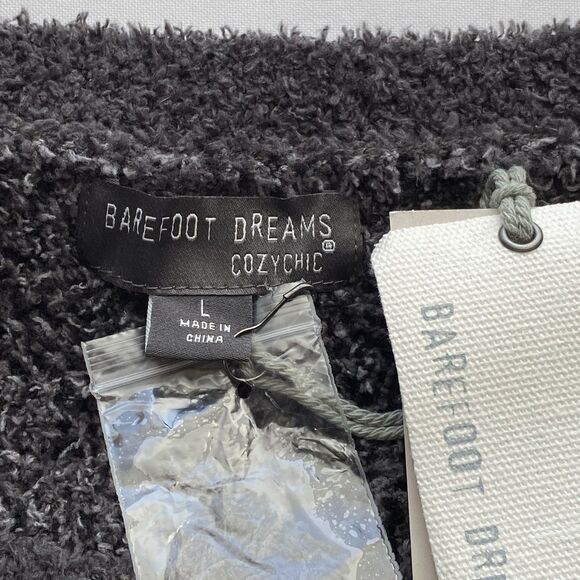 BAREFOOT DREAMS
®
COZYCHIC
L
MADE IN
CHINA
BAREFOOT DR